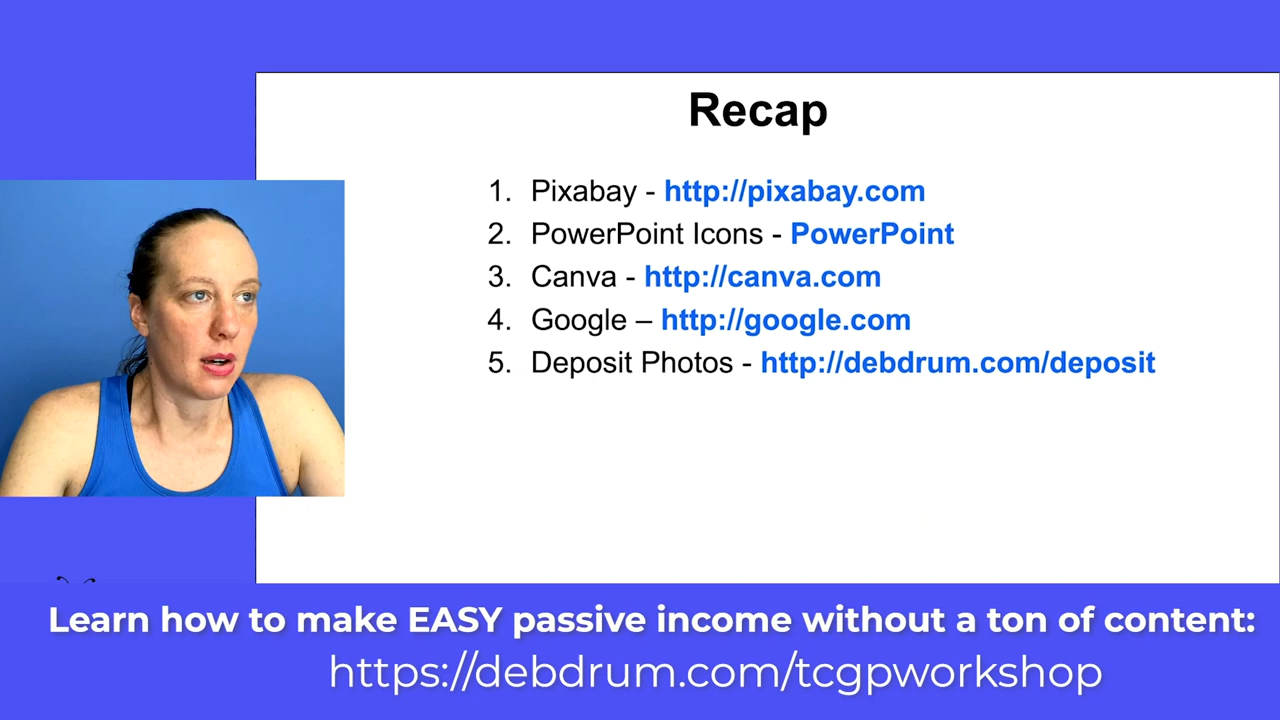 Recap
1. Pixabay - http://pixabay.com
2. PowerPoint Icons - PowerPoint
3. Canva - http://canva.com
4. Google – http://google.com
5. Deposit Photos - http://debdrum.com/deposit
Learn how to make EASY passive income without a ton of content:
https://debdrum.com/tcgpworkshop